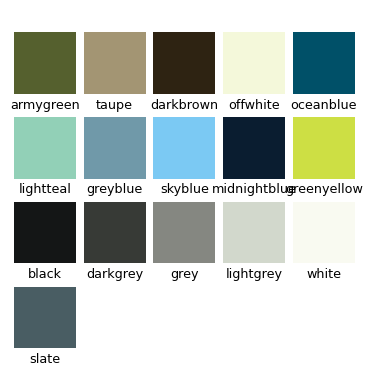 armygreen taupe darkbrown offwhite oceanblue
lightteal greyblue skyblue midnightblue greenyellow
black darkgrey grey lightgrey white
slate